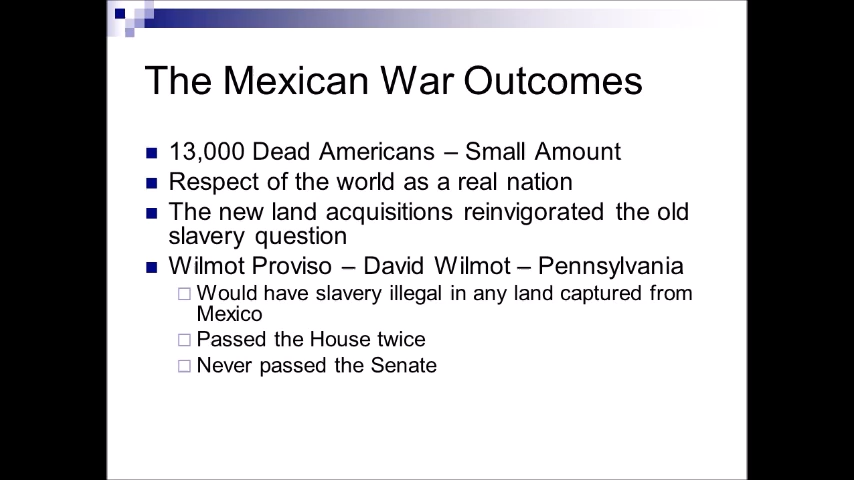 The Mexican War Outcomes
13,000 Dead Americans – Small Amount
Respect of the world as a real nation
The new land acquisitions reinvigorated the old
slavery question
Wilmot Proviso – David Wilmot – Pennsylvania
Would have slavery illegal in any land captured from
Mexico
Passed the House twice
Never passed the Senate